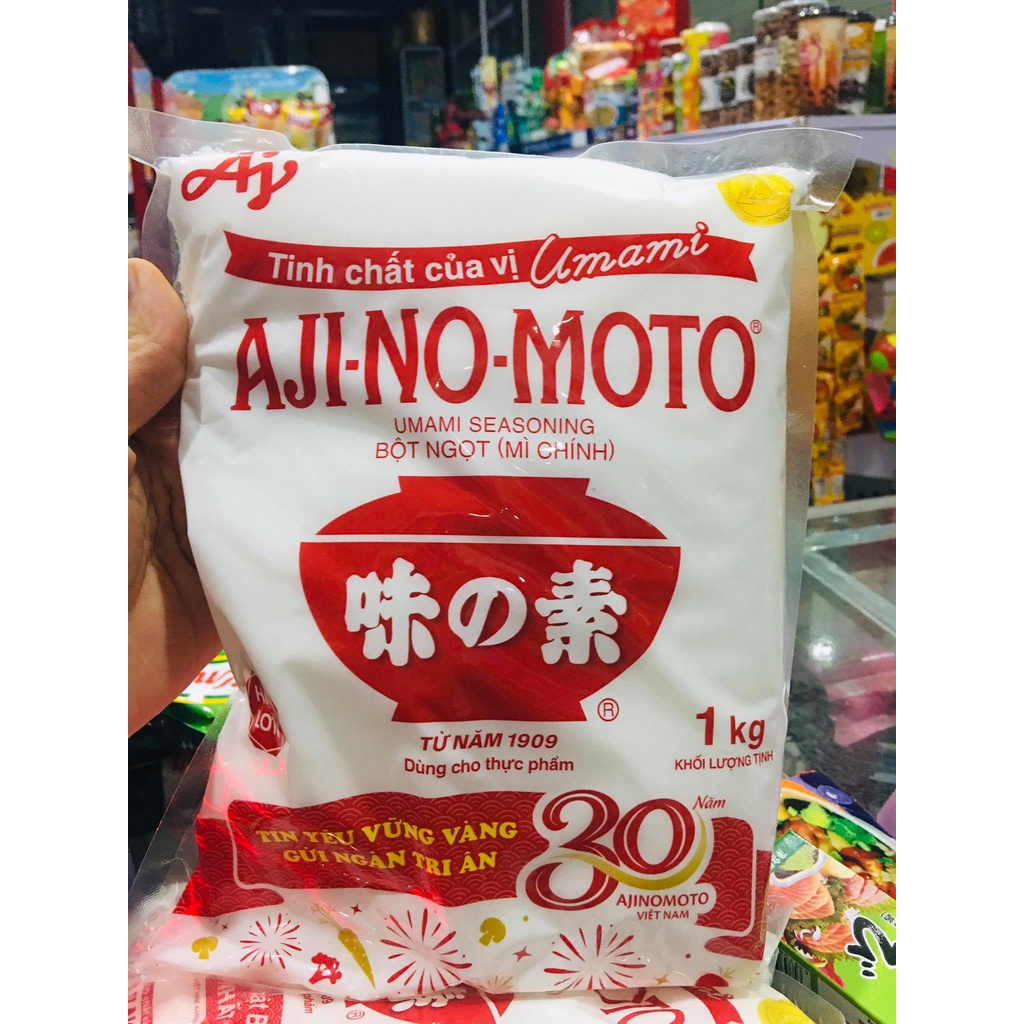 Aj
Tinh chất của vị Umami
AJI-NO-MOTO®
UMAMI SEASONING
BỘT NGỌT (MÌ CHÍNH)
味の素
®
TỪ NĂM 1909
Dùng cho thực phẩm
1 kg
KHỐI LƯỢNG TỊNH
TIN YÊU VỮNG VÀNG
GỬI NGÀN TRI ÂN
30 Năm
AJINOMOTO
VIỆT NAM